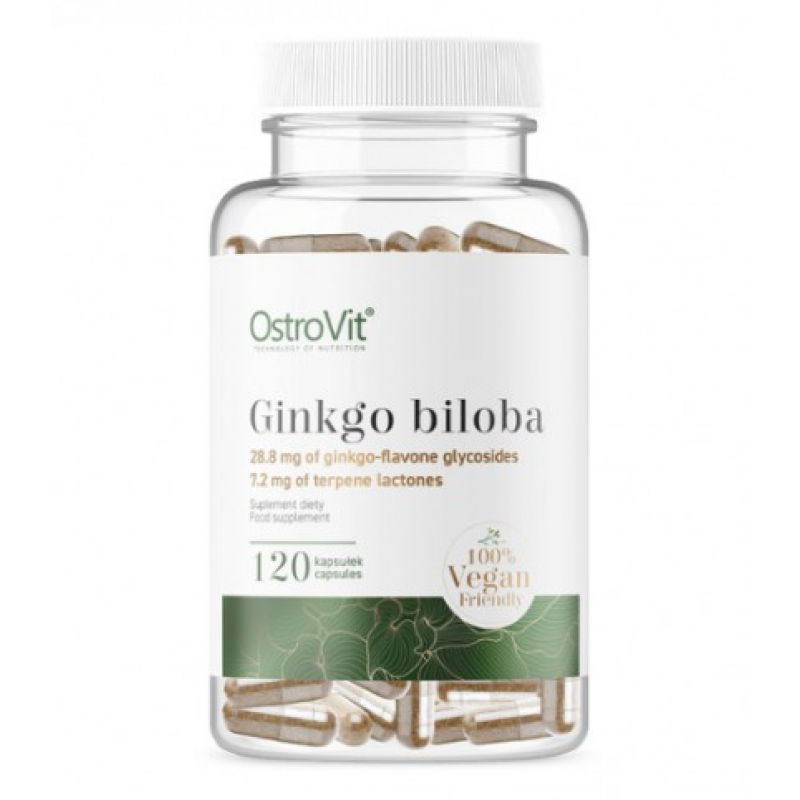 OstroVit®
TECHNOLOGY OF NUTRITION
Ginkgo biloba
28.8 mg of ginkgo-flavone glycosides
7.2 mg of terpene lactones
Suplement diety
Food supplement
120 kapsułek
capsules
100%
Vegan
Friendly